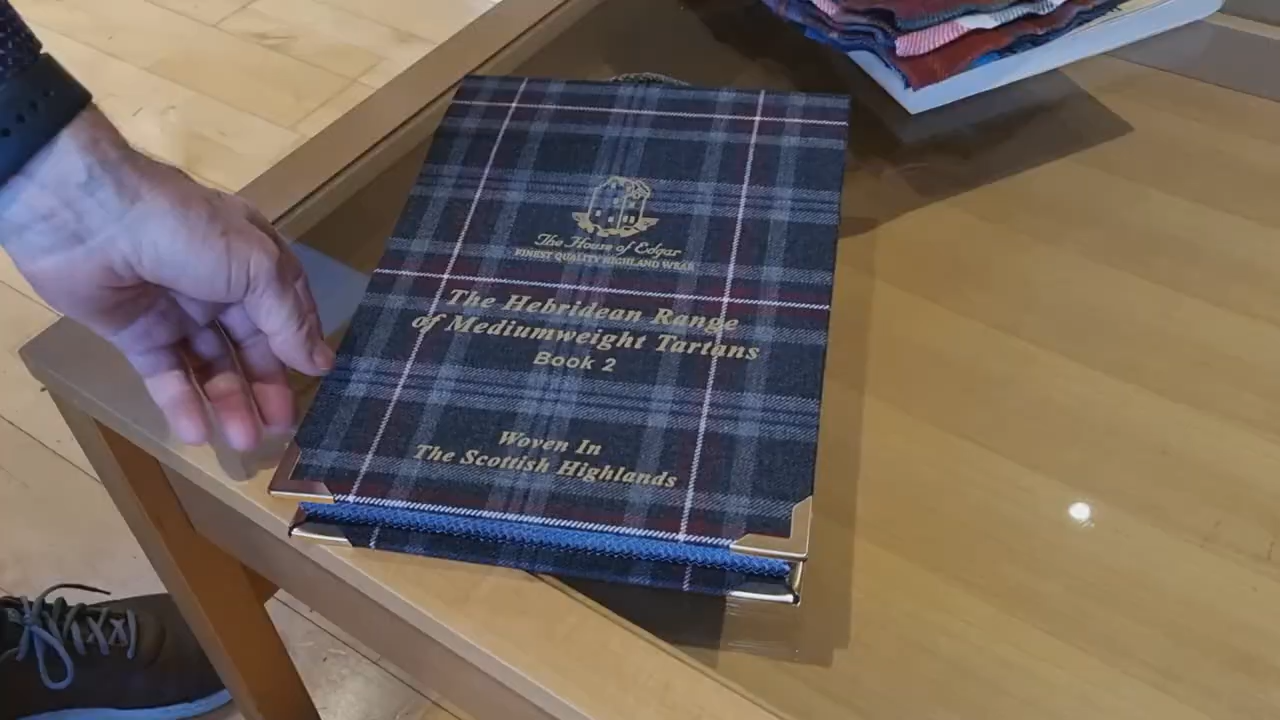 The House of Edgar
FINEST QUALITY HIGHLAND WEAR
The Hebridean Range
of Mediumweight Tartans
Book 2
Woven In
The Scottish Highlands